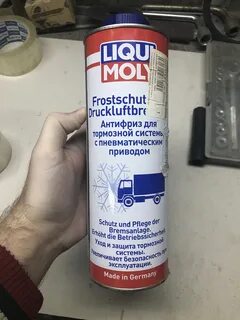 LIQUI
MOLY
Frostschut
Druckluftbre
Антифриз для
тормозной системы
с пневматическим
приводом
Schutz und Pflege der
Bremsanlage.
Erhöht die Betriebssicherheit
Уход и защита тормозной
системы.
Увеличивает безопасность при
эксплуатации.
Made in Germany